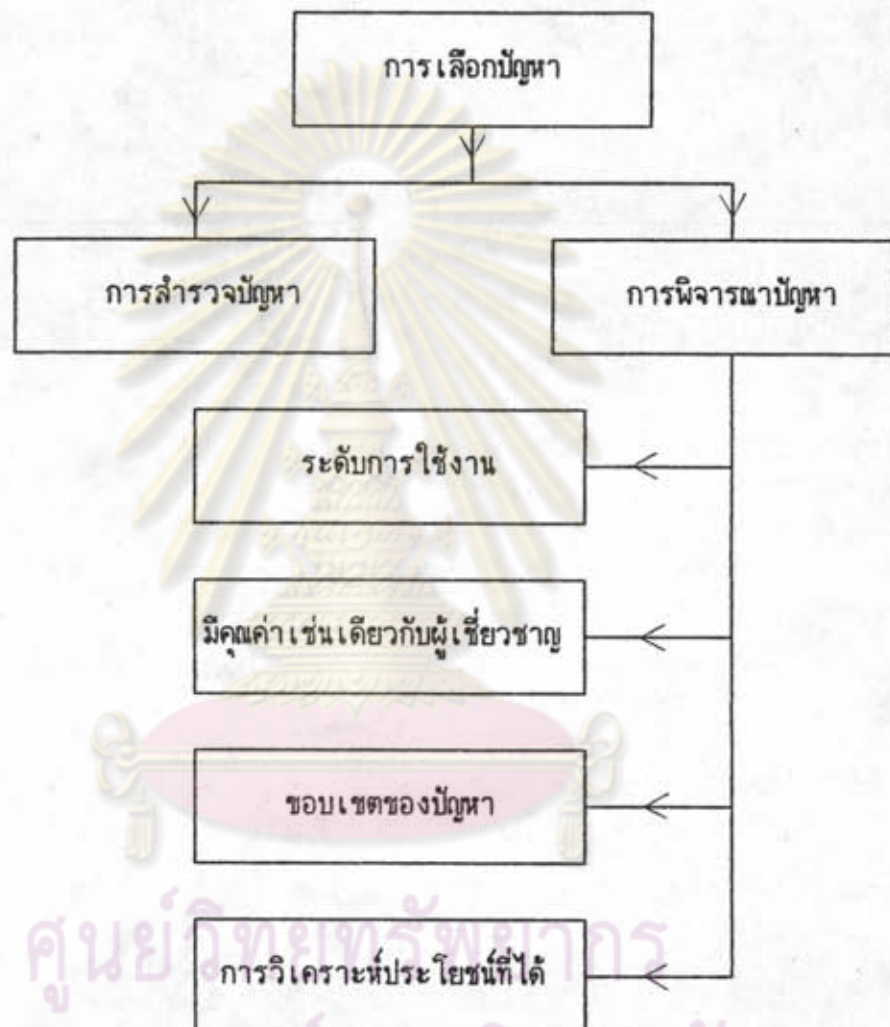 การเลือกปัญหา
การสำรวจปัญหา
การพิจารณาปัญหา
ระดับการใช้งาน
มีคุณค่าเช่นเดียวกับผู้เชี่ยวชาญ
ขอบเขตของปัญหา
การวิเคราะห์ประโยชน์ที่ได้
ศูนย์วิทยทรัพยากร